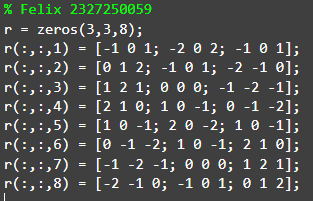 % Felix 2327250059
r = zeros(3,3,8);
r(:,:,1) = [-1 0 1; -2 0 2; -1 0 1];
r(:,:,2) = [0 1 2; -1 0 1; -2 -1 0];
r(:,:,3) = [1 2 1; 0 0 0; -1 -2 -1];
r(:,:,4) = [2 1 0; 1 0 -1; 0 -1 -2];
r(:,:,5) = [1 0 -1; 2 0 -2; 1 0 -1];
r(:,:,6) = [0 -1 -2; 1 0 -1; 2 1 0];
r(:,:,7) = [-1 -2 -1; 0 0 0; 1 2 1];
r(:,:,8) = [-2 -1 0; -1 0 1; 0 1 2];